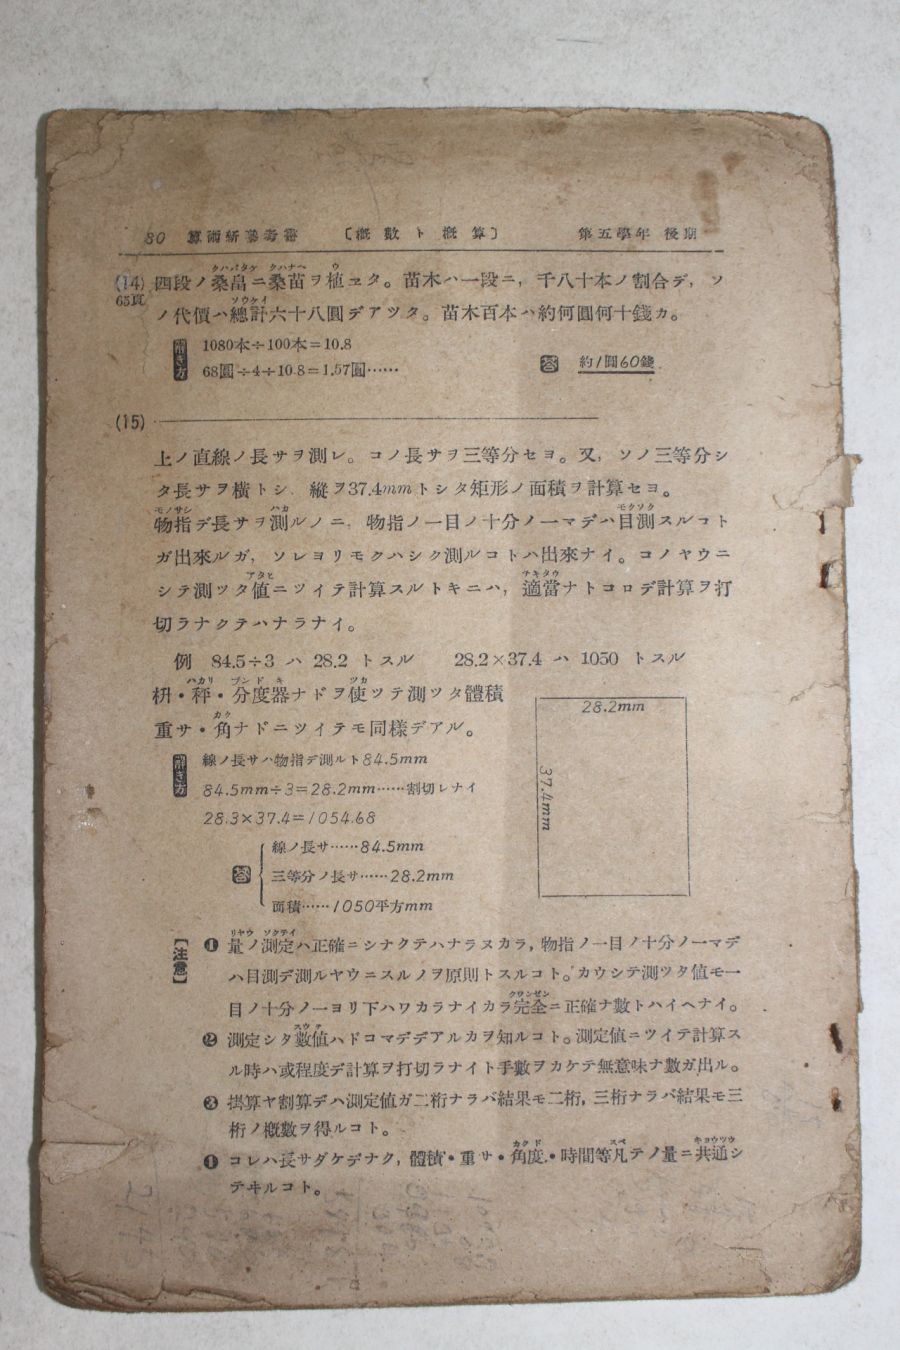 80 算術新參考書 〔概數ト概算〕 第五學年 後期
(14) 四段ノ桑畠ニ桑苗ヲ植ヱタ。苗木ハ一段ニ, 千八十本ノ割合デ, ソ
65頁 ノ代價ハ總計六十八圓デアツタ。苗木百本ハ約何圓何十錢カ。
解き方 1080本÷100本=10.8
68圓÷4÷10.8=1.57圓…… 答 約1圓60錢
(15)
上ノ直線ノ長サヲ測レ。コノ長サヲ三等分セヨ。又, ソノ三等分シ
タ長サヲ橫トシ, 縱ヲ37.4mmトシタ矩形ノ面積ヲ計算セヨ。
物指デ長サヲ測ルノニ, 物指ノ一目ノ十分ノ一マデハ目測スルコト
ガ出來ルガ, ソレヨリモクハシク測ルコトハ出來ナイ。コノヤウニ
シテ測ツタ値ニツイテ計算スルトキニハ, 適當ナトコロデ計算ヲ打
切ラナクテハナラナイ。
例 84.5÷3 ハ 28.2 トスル 28.2×37.4 ハ 1050 トスル
枡・秤・分度器ナドヲ使ツテ測ツタ體積
重サ・角ナドニツイテモ同樣デアル。
28.2mm
37.4mm
解き方 線ノ長サハ物指デ測ルト84.5mm
84.5mm÷3=28.2mm……割切レナイ
28.3×37.4=1054.68
答 線ノ長サ……84.5mm
三等分ノ長サ……28.2mm
面積……1050平方mm
【注意】 ❶ 量ノ測定ハ正確ニシナクテハナラヌカラ, 物指ノ一目ノ十分ノ一マデ
ハ目測デ測ルヤウニスルノヲ原則トスルコト。カウシテ測ツタ値モ一
目ノ十分ノ一ヨリ下ハワカラナイカラ完全ニ正確ナ數トハイヘナイ。
❷ 測定シタ數値ハドコマデデアルカヲ知ルコト。測定値ニツイテ計算ス
ル時ハ或程度デ計算ヲ打切ラナイト手數ヲカケテ無意味ナ數ガ出ル。
❸ 掛算ヤ割算デハ測定値ガ二桁ナラバ結果モ二桁, 三桁ナラバ結果モ三
桁ノ槪數ヲ得ルコト。
❶ コレハ長サダケデナク, 體積・重サ・角度・時間等凡テノ量ニ共通シ
テキルコト。